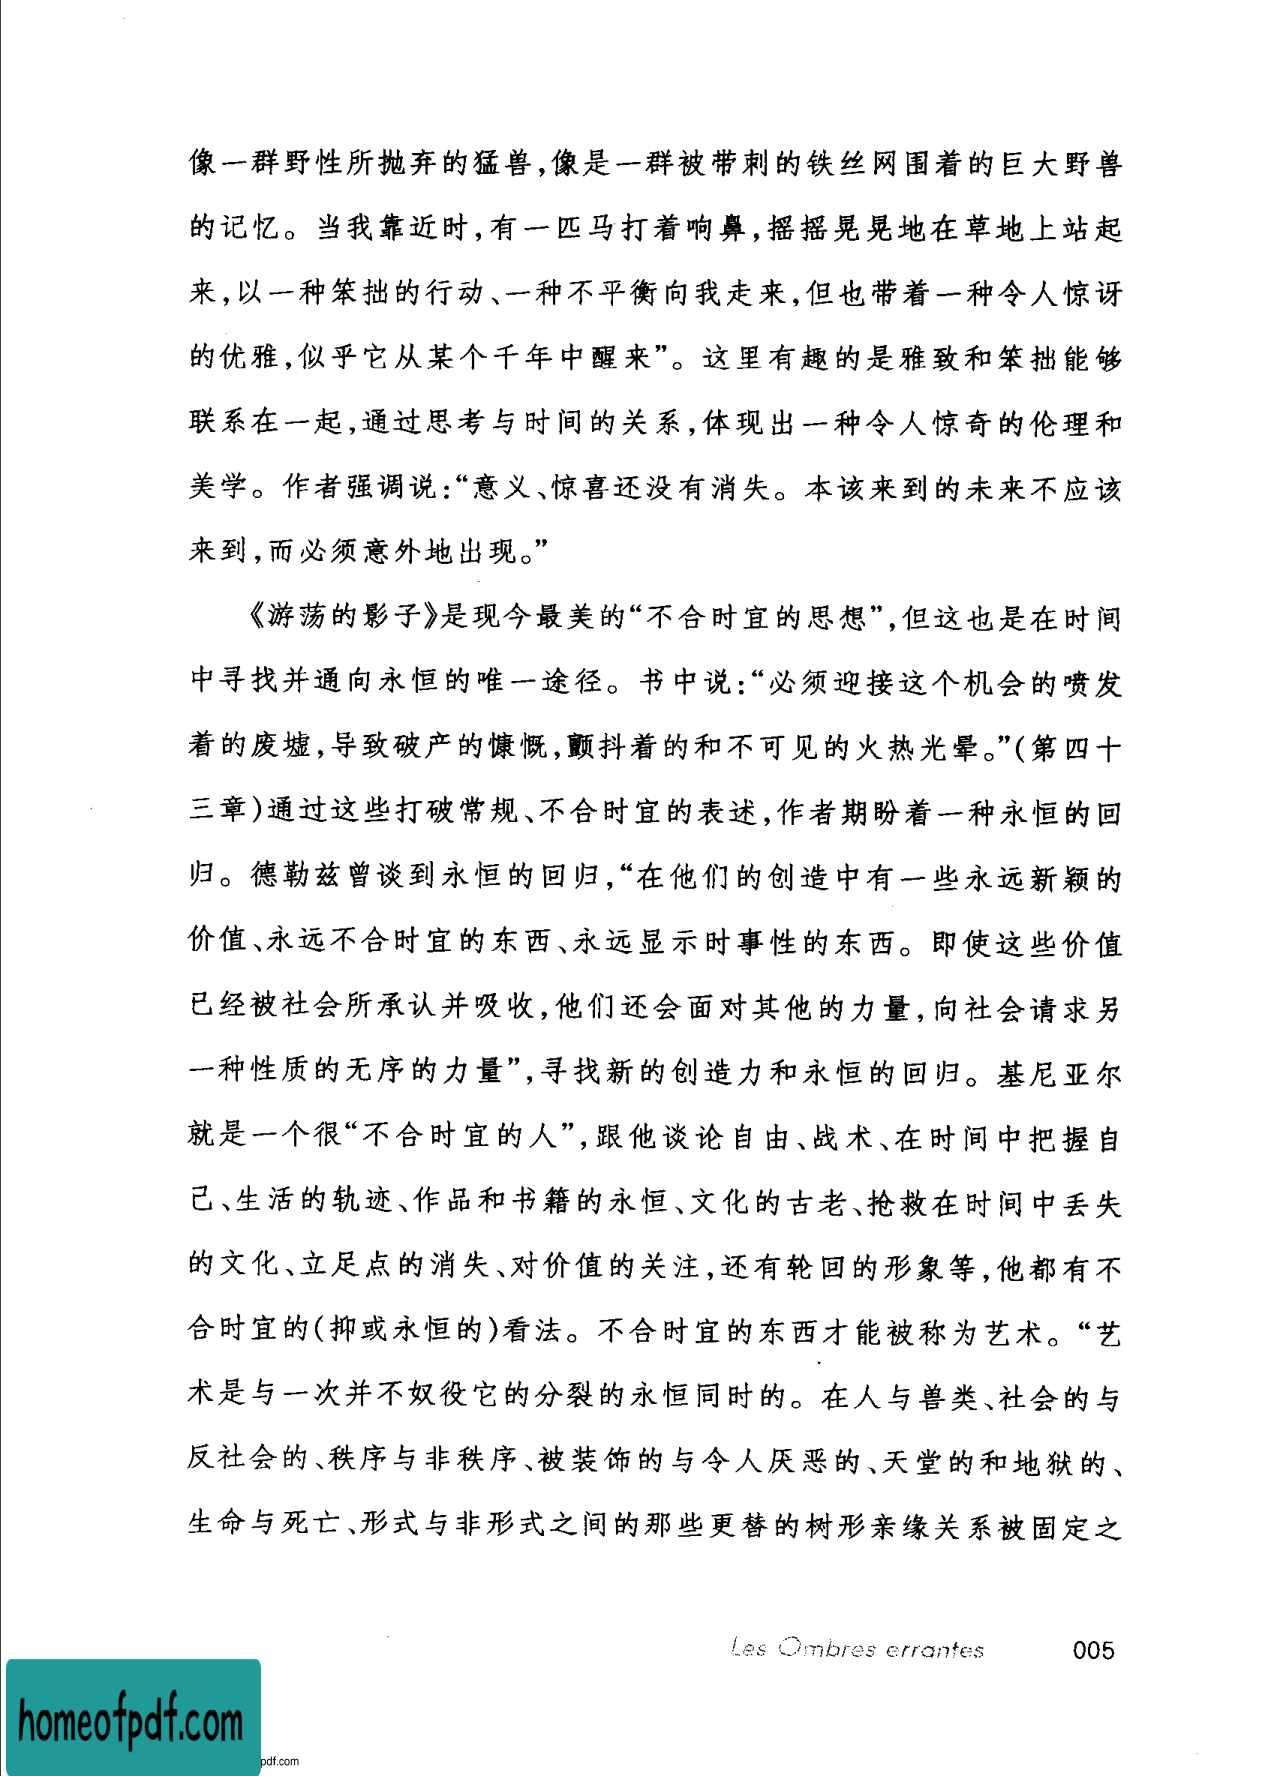 像一群野性所抛弃的猛兽,像是一群被带刺的铁丝网围着的巨大野兽
的记忆。当我靠近时,有一匹马打着响鼻,摇摇晃晃地在草地上站起
来,以一种笨拙的行动、一种不平衡向我走来,但也带着一种令人惊讶
的优雅,似乎它从某个千年中醒来”。这里有趣的是雅致和笨拙能够
联系在一起,通过思考与时间的关系,体现出一种令人惊奇的伦理和
美学。作者强调说:“意义、惊喜还没有消失。本该来到的未来不应该
来到,而必须意外地出现。”
《游荡的影子》是现今最美的“不合时宜的思想”,但这也是在时间
中寻找并通向永恒的唯一途径。书中说:“必须迎接这个机会的喷发
着的废墟,导致破产的慷慨,颤抖着的和不可见的火热光晕。”(第四十
三章)通过这些打破常规、不合时宜的表述,作者期盼着一种永恒的回
归。德勒兹曾谈到永恒的回归,“在他们的创造中有一些永远新颖的
价值、永远不合时宜的东西、永远显示时事性的东西。即使这些价值
已经被社会所承认并吸收,他们还会面对其他的力量,向社会请求另
一种性质的无序的力量”,寻找新的创造力和永恒的回归。基尼亚尔
就是一个很“不合时宜的人”,跟他谈论自由、战术、在时间中把握自
己、生活的轨迹、作品和书籍的永恒、文化的古老、抢救在时间中丢失
的文化、立足点的消失、对价值的关注,还有轮回的形象等,他都有不
合时宜的(抑或永恒的)看法。不合时宜的东西才能被称为艺术。“艺
术是与一次并不奴役它的分裂的永恒同时的。在人与兽类、社会的与
反社会的、秩序与非秩序、被装饰的与令人厌恶的、天堂的和地狱的、
生命与死亡、形式与非形式之间的那些更替的树形亲缘关系被固定之
Les Ombres errantes 005
homeofpdf.com
pdf.com